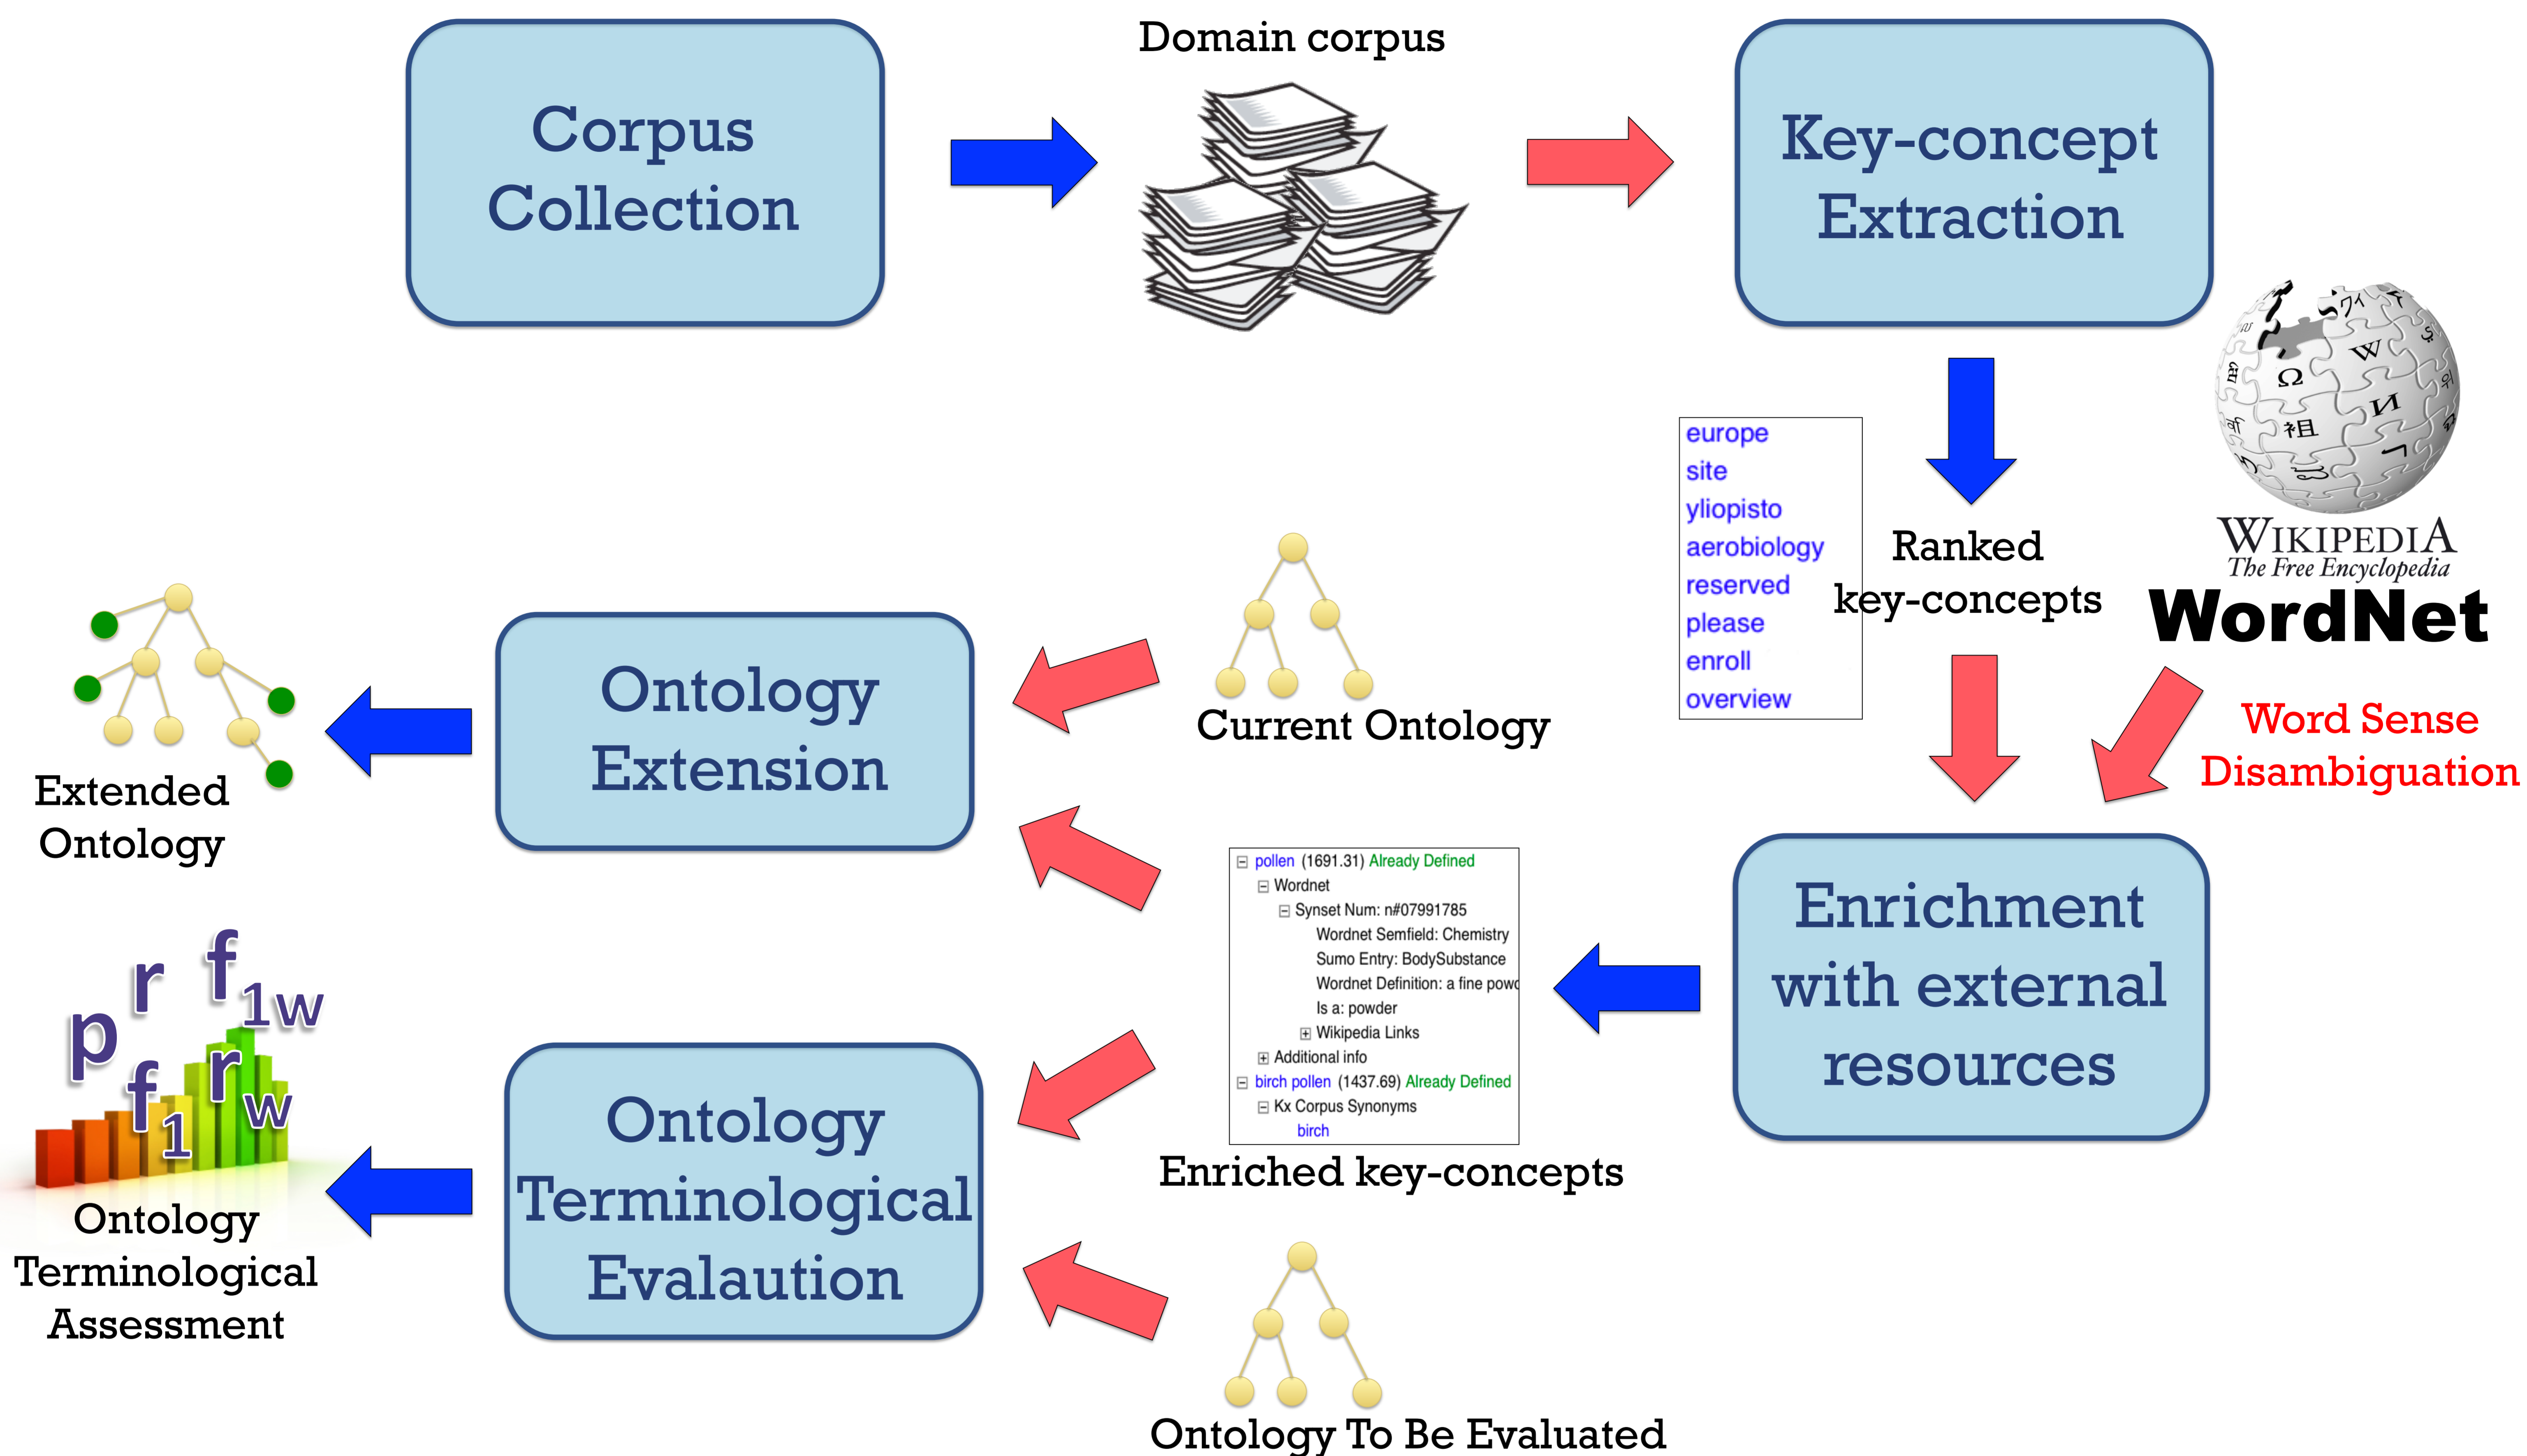 Corpus
Collection
Domain corpus
Key-concept
Extraction
europe
site
yliopisto
aerobiology
reserved
please
enroll
overview
Ranked
key-concepts
WIKIPEDIA
The Free Encyclopedia
WordNet
Word Sense
Disambiguation
Enrichment
with external
resources
pollen (1691.31) Already Defined
Wordnet
Synset Num: n#07991785
Wordnet Semfield: Chemistry
Sumo Entry: BodySubstance
Wordnet Definition: a fine
Is a: powder
Wikipedia Links
Additional info
birch pollen (1437.69) Already Defined
Kx Corpus Synonyms
birch
Enriched key-concepts
Current Ontology
Ontology
Extension
Extended
Ontology
Ontology To Be Evaluated
Ontology
Terminological
Evalaution
p r f1w
f1 rw
Ontology
Terminological
Assessment